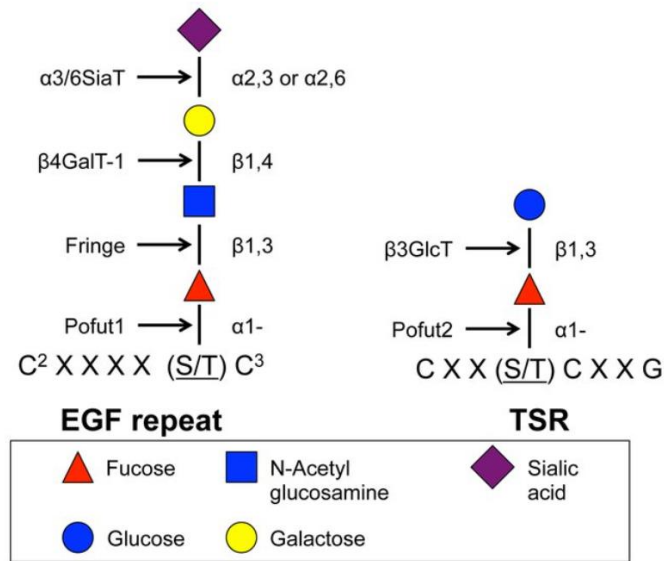 α3/6SiaT α2,3 or α2,6
β4GalT-1 β1,4
Fringe β1,3
Pofut1 α1-
C² X X X X (S/T) C³
EGF repeat
β3GlcT β1,3
Pofut2 α1-
C X X (S/T) C X X G
TSR
Fucose
N-Acetyl
glucosamine
Sialic
acid
Glucose
Galactose